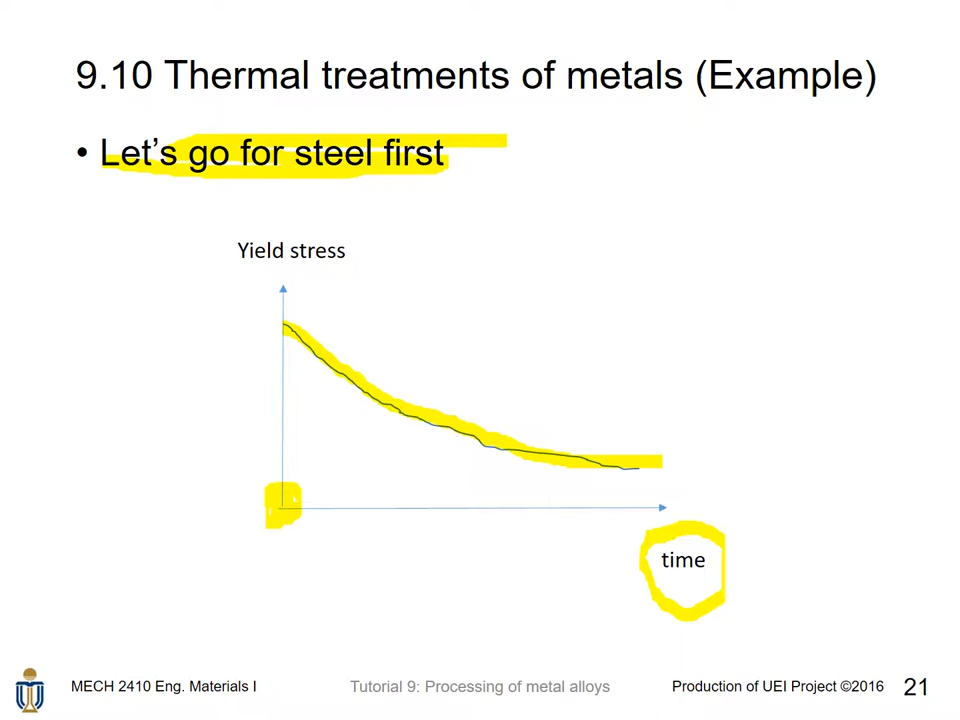 9.10 Thermal treatments of metals (Example)
• Let's go for steel first
Yield stress
time
MECH 2410 Eng. Materials I
Tutorial 9: Processing of metal alloys
Production of UEI Project ©2016
21